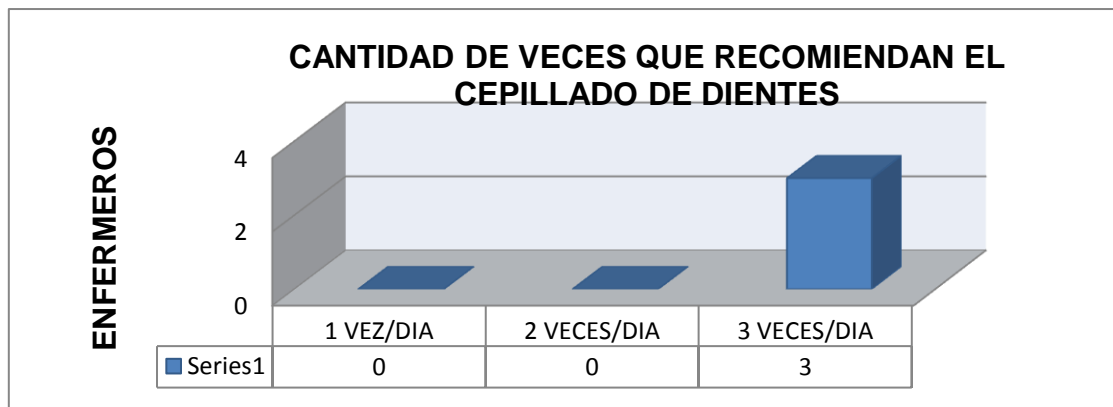 CANTIDAD DE VECES QUE RECOMIENDAN EL
CEPILLADO DE DIENTES
ENFERMEROS
4
2
0
1 VEZ/DIA 2 VECES/DIA 3 VECES/DIA
Series1 0 0 3